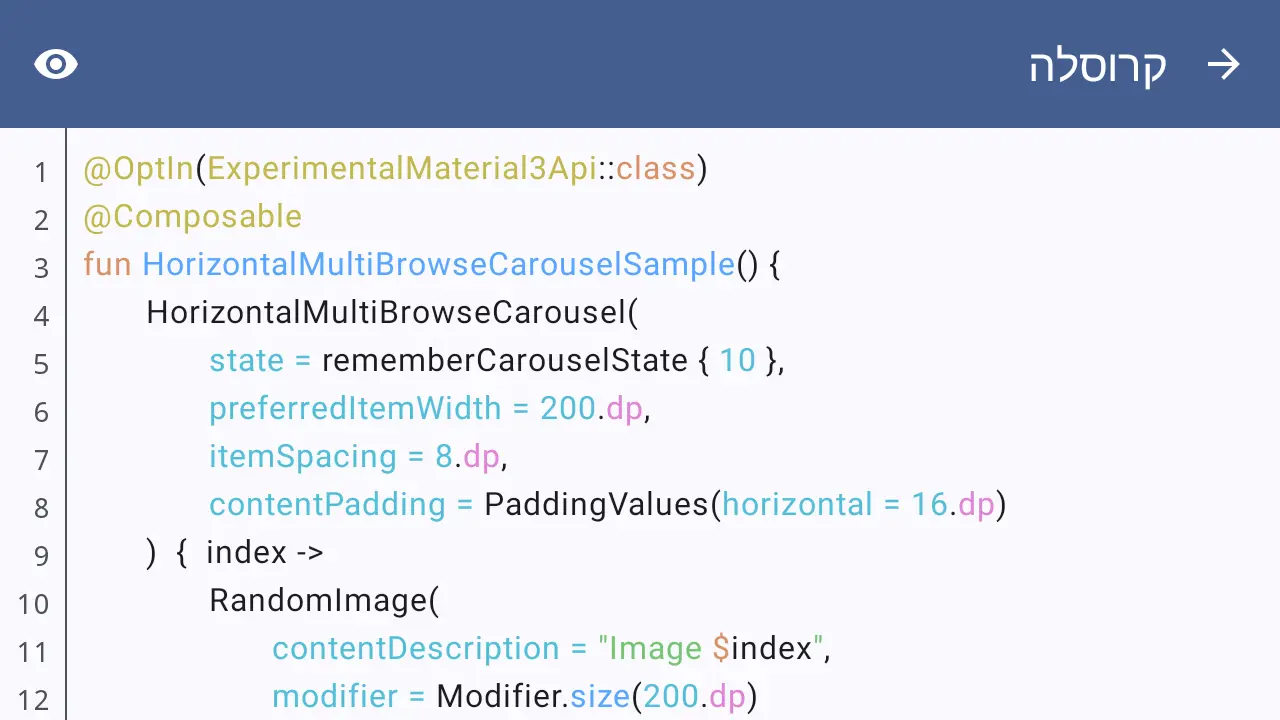 קרוסלה
1 @OptIn(ExperimentalMaterial3Api::class)
2 @Composable
3 fun HorizontalMultiBrowseCarouselSample() {
4 HorizontalMultiBrowseCarousel(
5 state = rememberCarouselState { 10 },
6 preferredItemWidth = 200.dp,
7 itemSpacing = 8.dp,
8 contentPadding = PaddingValues(horizontal = 16.dp)
9 ) { index ->
10 RandomImage(
11 contentDescription = "Image $index",
12 modifier = Modifier.size(200.dp)